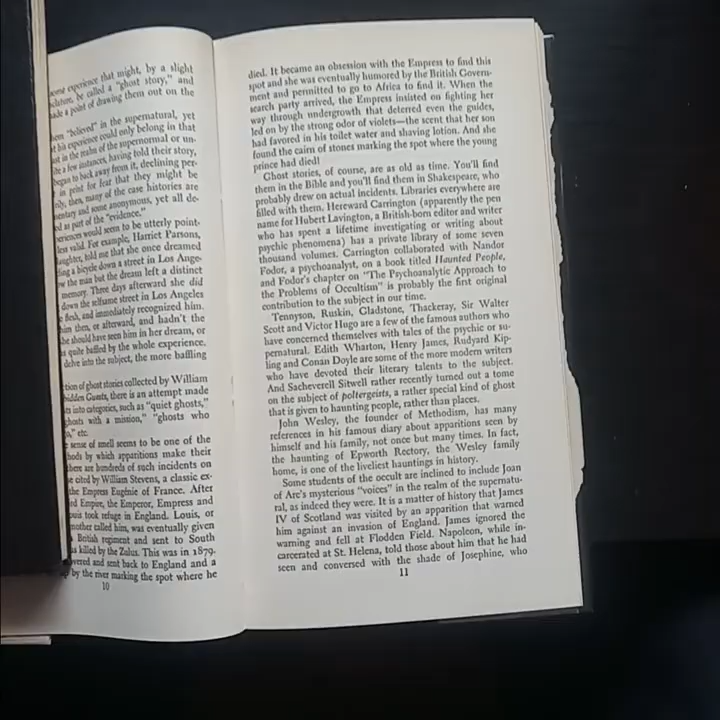 some experience that might, by a slight
be called a "ghost story," and
made a point of drawing them out on the
"believed" in the supernatural, yet
his experience could only belong in that
in the realm of the supernormal or un-
a few instances, having told their story,
began to back away from it, declining per-
in print for fear that they might be
then, many of the case histories are
and some anonymous, yet all de-
as part of the "evidence."
would seem to be utterly point-
less valid. For example, Harriet Parsons,
told me that she once dreamed
a bicycle down a street in Los Ange-
the man but the dream left a distinct
memory. Three days afterward she did
down the selfsame street in Los Angeles
flesh, and immediately recognized him.
him then, or afterward, and hadn't the
she should have seen him in her dream, or
quite baffled by the whole experience.
delve into the subject, the more baffling
of ghost stories collected by William
Guests, there is an attempt made
into categories, such as "quiet ghosts,"
with a mission," "ghosts who
etc.
sense of smell seems to be one of the
by which apparitions make their
there are hundreds of such incidents on
cited by William Stevens, a classic ex-
the Empress Eugénie of France. After
Empire, the Emperor, Empress and
took refuge in England. Louis, or
mother called him, was eventually given
British regiment and sent to South
killed by the Zulus. This was in 1879.
and sent back to England and a
by the river marking the spot where he
10
died. It became an obsession with the Empress to find this
spot and she was eventually humored by the British Govern-
ment and permitted to go to Africa to find it. When the
search party arrived, the Empress insisted on fighting her
way through undergrowth that deterred even the guides,
led on by the strong odor of violets—the scent that her son
had favored in his toilet water and shaving lotion. And she
found the cairn of stones marking the spot where the young
prince had died!
Ghost stories, of course, are as old as time. You'll find
them in the Bible and you'll find them in Shakespeare, who
probably drew on actual incidents. Libraries everywhere are
filled with them. Hereward Carrington (apparently the pen
name for Hubert Lavington, a British-born editor and writer
who has spent a lifetime investigating or writing about
psychic phenomena) has a private library of some seven
thousand volumes. Carrington collaborated with Nandor
Fodor, a psychoanalyst, on a book titled Haunted People,
and Fodor's chapter on "The Psychoanalytic Approach to
the Problems of Occultism" is probably the first original
contribution to the subject in our time.
Tennyson, Ruskin, Gladstone, Thackeray, Sir Walter
Scott and Victor Hugo are a few of the famous authors who
have concerned themselves with tales of the psychic or su-
pernatural. Edith Wharton, Henry James, Rudyard Kip-
ling and Conan Doyle are some of the more modern writers
who have devoted their literary talents to the subject.
And Sacheverell Sitwell rather recently turned out a tome
on the subject of poltergeists, a rather special kind of ghost
that is given to haunting people, rather than places.
John Wesley, the founder of Methodism, has many
references in his famous diary about apparitions seen by
himself and his family, not once but many times. In fact,
the haunting of Epworth Rectory, the Wesley family
home, is one of the liveliest hauntings in history.
Some students of the occult are inclined to include Joan
of Arc's mysterious "voices" in the realm of the supernatu-
ral, as indeed they were. It is a matter of history that James
IV of Scotland was visited by an apparition that warned
him against an invasion of England. James ignored the
warning and fell at Flodden Field. Napoleon, while in-
carcerated at St. Helena, told those about him that he had
seen and conversed with the shade of Josephine, who
11